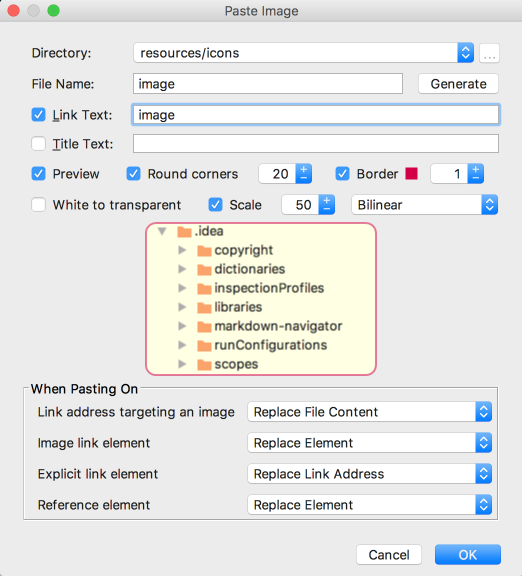 Paste Image
Directory: resources/icons ...
File Name: image Generate
Link Text: image
Title Text:
Preview Round corners 20 Border 1
White to transparent Scale 50 Bilinear
.idea
copyright
dictionaries
inspectionProfiles
libraries
markdown-navigator
runConfigurations
scopes
When Pasting On
Link address targeting an image Replace File Content
Image link element Replace Element
Explicit link element Replace Link Address
Reference element Replace Element
Cancel OK